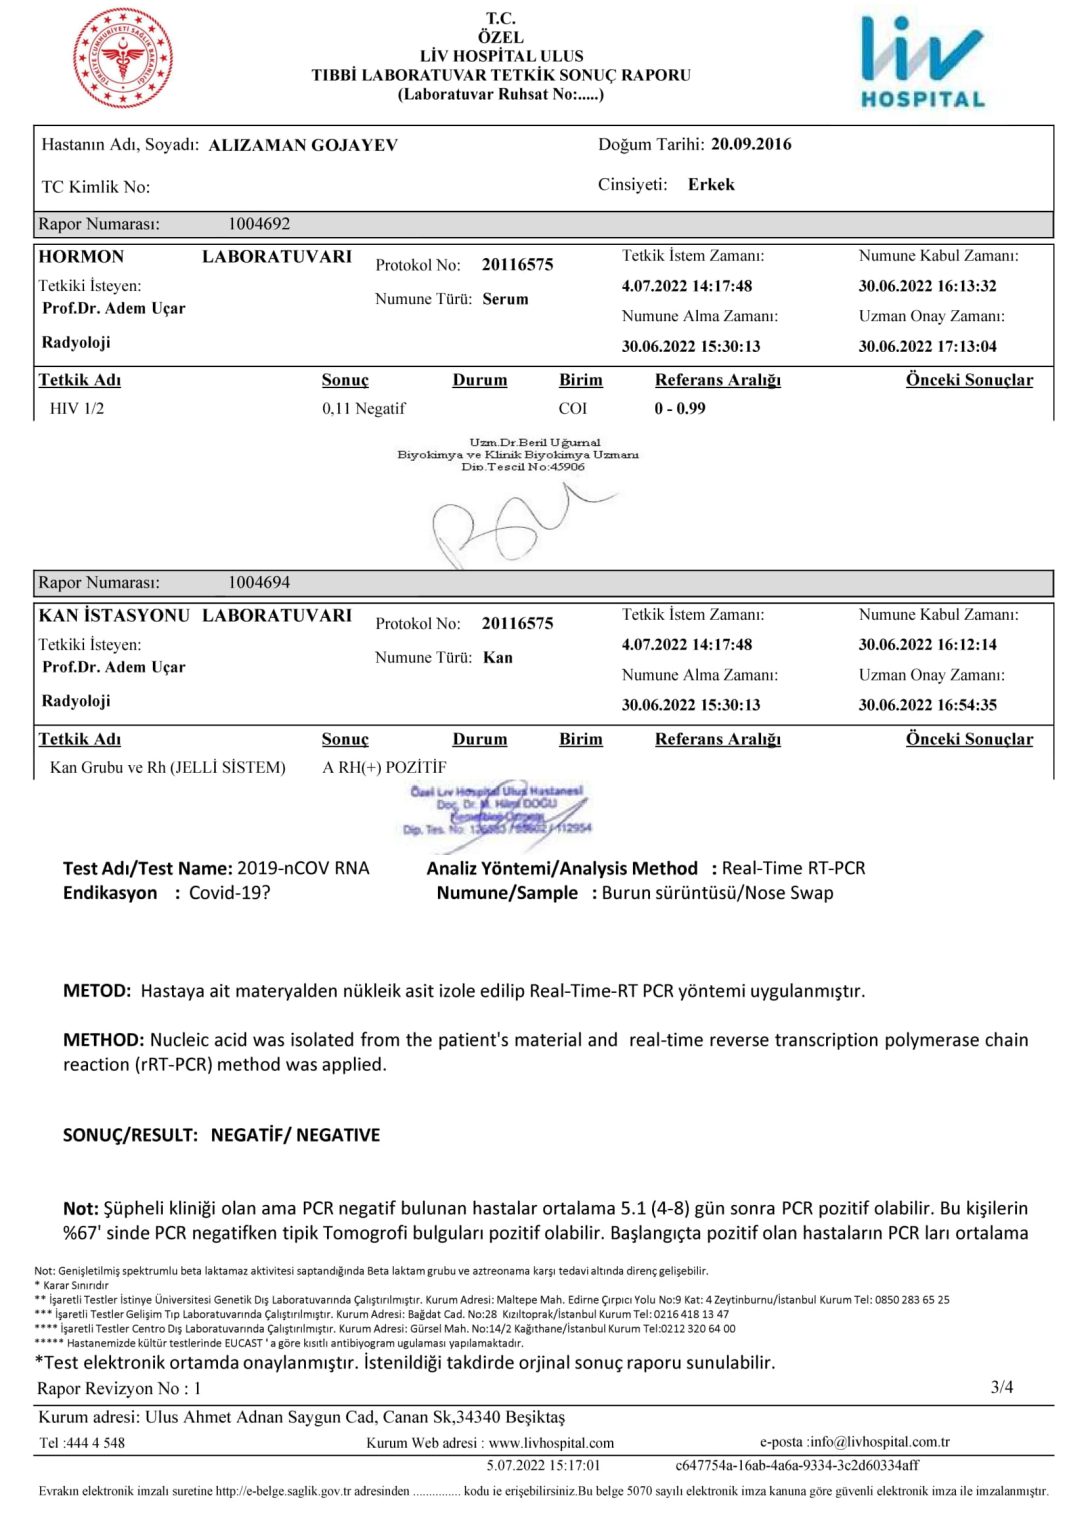 T.C.
ÖZEL
LİV HOSPİTAL ULUS
TIBBİ LABORATUVAR TETKİK SONUÇ RAPORU
(Laboratuvar Ruhsat No:.....)
TÜRKİYE CUMHURİYETİ SAĞLIK BAKANLIĞI
Liv
HOSPITAL
Hastanın Adı, Soyadı: ALIZAMAN GOJAYEV Doğum Tarihi: 20.09.2016
TC Kimlik No: Cinsiyeti: Erkek
Rapor Numarası: 1004692
HORMON LABORATUVARI Protokol No: 20116575 Tetkik İstem Zamanı: Numune Kabul Zamanı:
Tetkiki İsteyen: 4.07.2022 14:17:48 30.06.2022 16:13:32
Prof.Dr. Adem Uçar Numune Türü: Serum Numune Alma Zamanı: Uzman Onay Zamanı:
Radyoloji 30.06.2022 15:30:13 30.06.2022 17:13:04
Tetkik Adı Sonuç Durum Birim Referans Aralığı Önceki Sonuçlar
HIV 1/2 0,11 Negatif COI 0 - 0.99
Uzm.Dr.Beril Uğurnal
Biyokimya ve Klinik Biyokimya Uzmanı
Dip.Tescil No:45906
Rapor Numarası: 1004694
KAN İSTASYONU LABORATUVARI Protokol No: 20116575 Tetkik İstem Zamanı: Numune Kabul Zamanı:
Tetkiki İsteyen: 4.07.2022 14:17:48 30.06.2022 16:12:14
Prof.Dr. Adem Uçar Numune Türü: Kan Numune Alma Zamanı: Uzman Onay Zamanı:
Radyoloji 30.06.2022 15:30:13 30.06.2022 16:54:35
Tetkik Adı Sonuç Durum Birim Referans Aralığı Önceki Sonuçlar
Kan Grubu ve Rh (JELLİ SİSTEM) A RH(+) POZİTİF
Özel Liv Hospital Ulus Hastanesi
Doç. Dr. M. Hilmi DOĞU
Dip. Tes. No: / 112954
Test Adı/Test Name: 2019-nCOV RNA Analiz Yöntemi/Analysis Method : Real-Time RT-PCR
Endikasyon : Covid-19? Numune/Sample : Burun sürüntüsü/Nose Swap
METOD: Hastaya ait materyalden nükleik asit izole edilip Real-Time-RT PCR yöntemi uygulanmıştır.
METHOD: Nucleic acid was isolated from the patient's material and real-time reverse transcription polymerase chain
reaction (rRT-PCR) method was applied.
SONUÇ/RESULT: NEGATİF/ NEGATIVE
Not: Şüpheli kliniği olan ama PCR negatif bulunan hastalar ortalama 5.1 (4-8) gün sonra PCR pozitif olabilir. Bu kişilerin
%67' sinde PCR negatifken tipik Tomogrofi bulguları pozitif olabilir. Başlangıçta pozitif olan hastaların PCR ları ortalama
Not: Genişletilmiş spektrumlu beta laktamaz aktivitesi saptandığında Beta laktam grubu ve aztreonama karşı tedavi altında direnç gelişebilir.
* Karar Sınırıdır
** İşaretli Testler İstinye Üniversitesi Genetik Dış Laboratuvarında Çalıştırılmıştır. Kurum Adresi: Maltepe Mah. Edirne Çırpıcı Yolu No:9 Kat: 4 Zeytinburnu/İstanbul Kurum Tel: 0850 283 65 25
*** İşaretli Testler Gelişim Tıp Laboratuvarında Çalıştırılmıştır. Kurum Adresi: Bağdat Cad. No:28 Kızıltoprak/İstanbul Kurum Tel: 0216 418 13 47
**** İşaretli Testler Centro Dış Laboratuvarında Çalıştırılmıştır. Kurum Adresi: Gürsel Mah. No:14/2 Kağıthane/İstanbul Kurum Tel:0212 320 64 00
***** Hastanemizde kültür testlerinde EUCAST ' a göre kısıtlı antibiyogram ugulaması yapılamaktadır.
*Test elektronik ortamda onaylanmıştır. İstenildiği takdirde orjinal sonuç raporu sunulabilir.
Rapor Revizyon No : 1 3/4
Kurum adresi: Ulus Ahmet Adnan Saygun Cad, Canan Sk,34340 Beşiktaş
Tel :444 4 548 Kurum Web adresi : www.livhospital.com e-posta :info@livhospital.com.tr
5.07.2022 15:17:01 c647754a-16ab-4a6a-9334-3c2d60334aff
Evrakın elektronik imzalı suretine http://e-belge.saglik.gov.tr adresinden ............... kodu ie erişebilirsiniz.Bu belge 5070 sayılı elektronik imza kanuna göre güvenli elektronik imza ile imzalanmıştır.